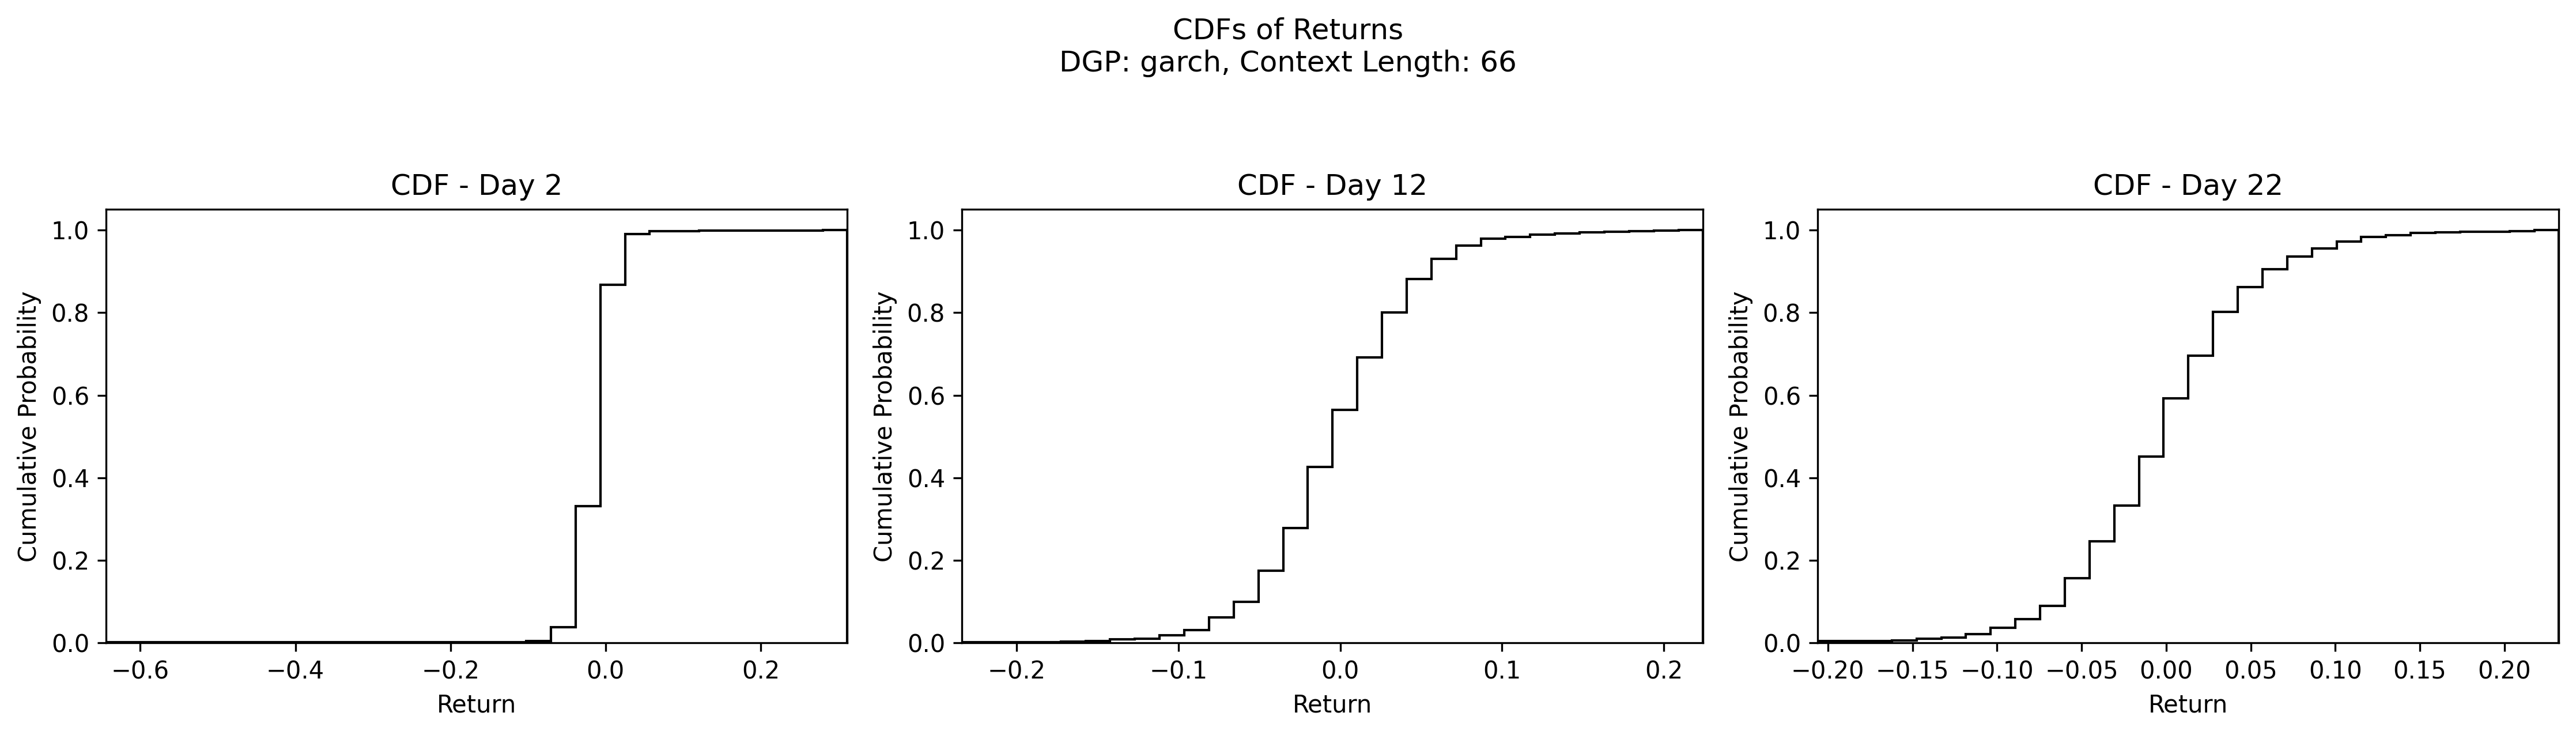 CDFs of Returns
DGP: garch, Context Length: 66
CDF - Day 2
1.0
0.8
0.6
0.4
0.2
0.0
Cumulative Probability
−0.6 −0.4 −0.2 0.0 0.2
Return
CDF - Day 12
1.0
0.8
0.6
0.4
0.2
0.0
Cumulative Probability
−0.2 −0.1 0.0 0.1 0.2
Return
CDF - Day 22
1.0
0.8
0.6
0.4
0.2
0.0
Cumulative Probability
−0.20 −0.15 −0.10 −0.05 0.00 0.05 0.10 0.15 0.20
Return